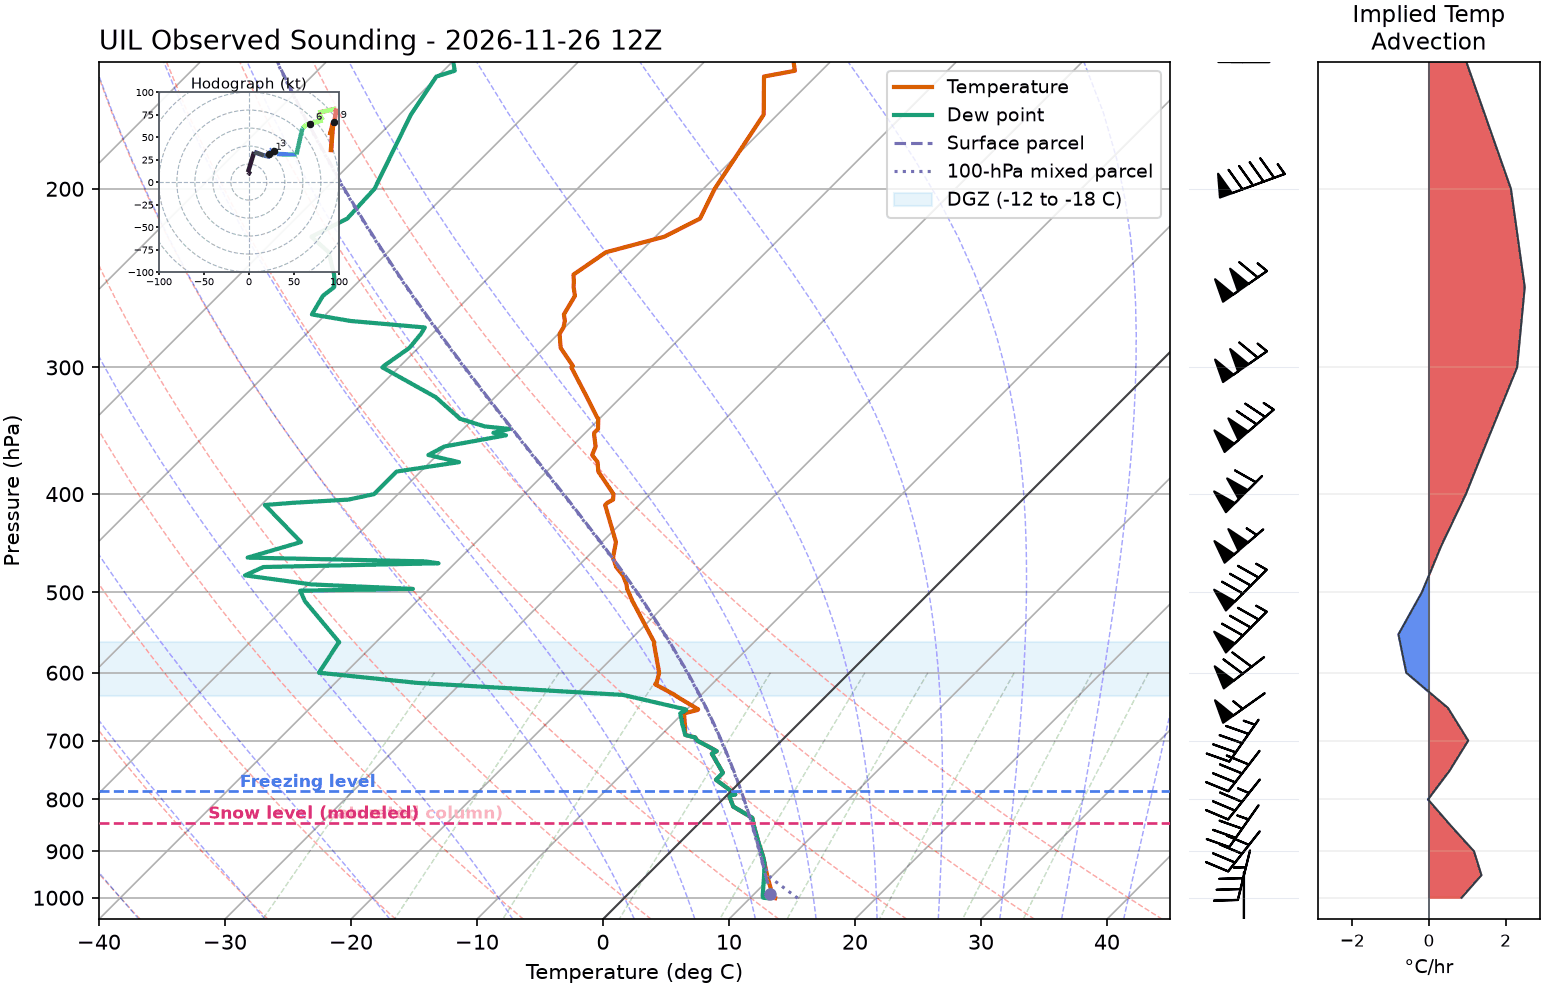 UIL Observed Sounding - 2026-11-26 12Z
Implied Temp
Advection
Hodograph (kt)
100
75
50
25
0
−25
−50
−75
−100
−100
−50
0
50
100
1
3
6
9
Temperature
Dew point
Surface parcel
100-hPa mixed parcel
DGZ (-12 to -18 C)
Pressure (hPa)
200
300
400
500
600
700
800
900
1000
Freezing level
Snow level (modeled)
column)
−40
−30
−20
−10
0
10
20
30
40
Temperature (deg C)
−2
0
2
°C/hr